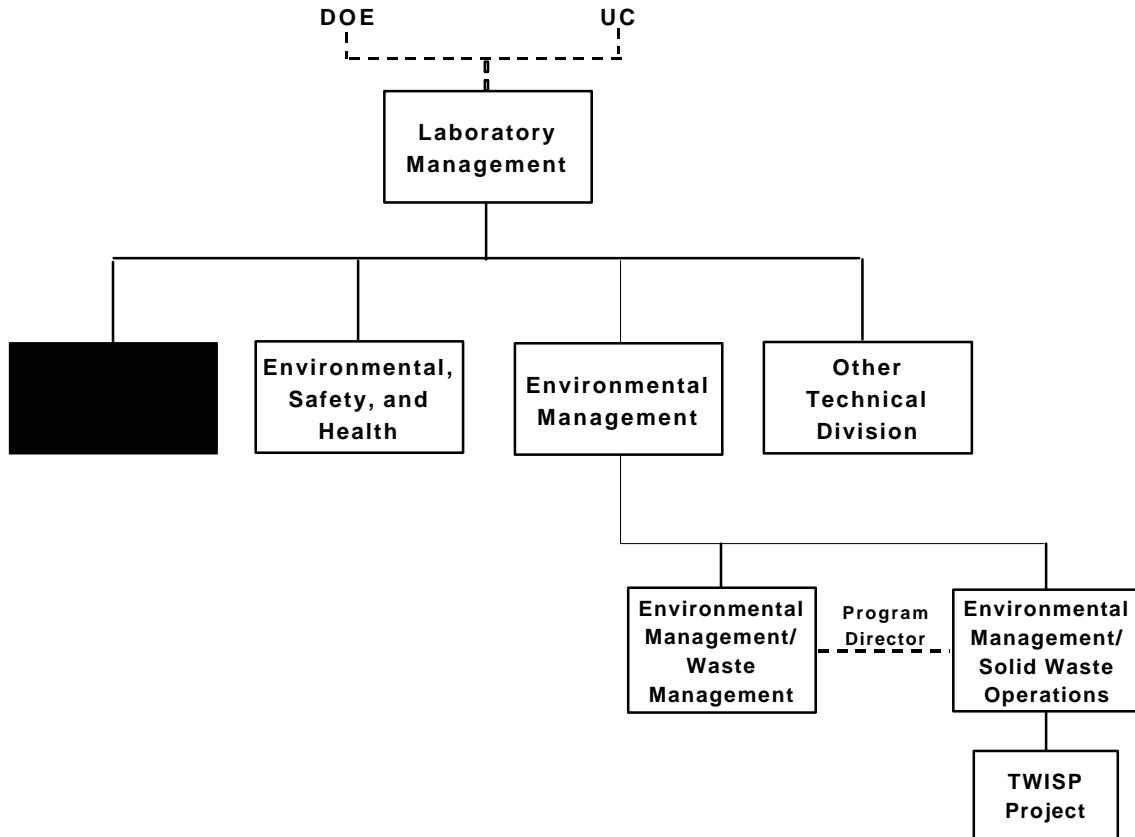 DOE
UC
Laboratory
Management
Environmental,
Safety, and
Health
Environmental
Management
Other
Technical
Division
Environmental
Management/
Waste
Management
Program
Director
Environmental
Management/
Solid Waste
Operations
TWISP
Project